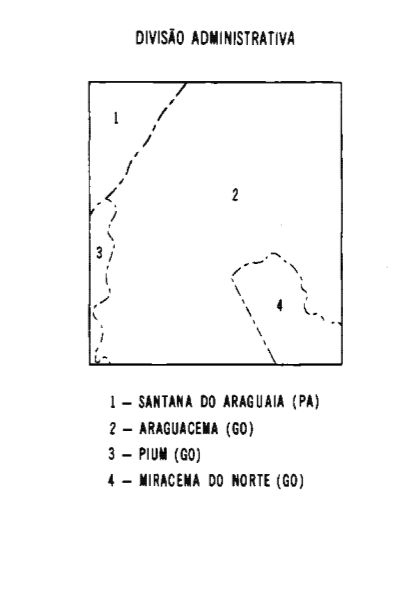 DIVISÃO ADMINISTRATIVA
1
2
3
4
1 – SANTANA DO ARAGUAIA (PA)
2 – ARAGUACEMA (GO)
3 – PIUM (GO)
4 – MIRACEMA DO NORTE (GO)